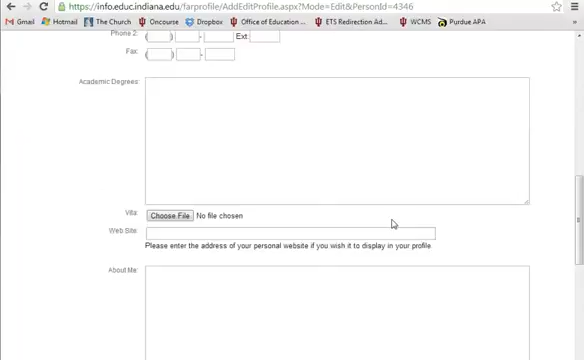 https://info.educ.indiana.edu/farprofile/AddEditProfile.aspx?Mode=Edit&PersonId=4346
Gmail Hotmail The Church Oncourse Dropbox Office of Education ... ETS Redirection Ad... WCMS Purdue APA
Phone 2: ( ) - Ext:
Fax: ( ) -
Academic Degrees:
Vita: Choose File No file chosen
Web Site:
Please enter the address of your personal website if you wish it to display in your profile
About Me: